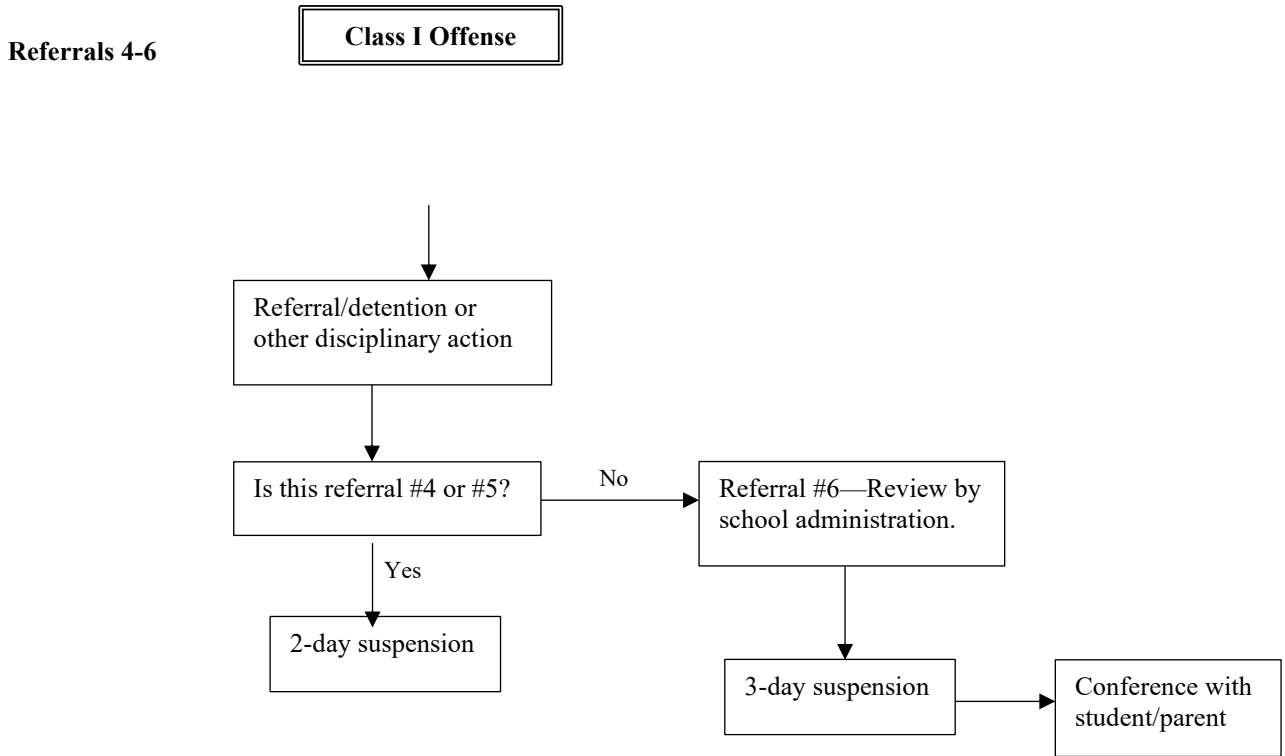 Class I Offense
Referrals 4-6
Referral/detention or
other disciplinary action
Is this referral #4 or #5?
No
Referral #6—Review by
school administration.
Yes
2-day suspension
3-day suspension
Conference with
student/parent